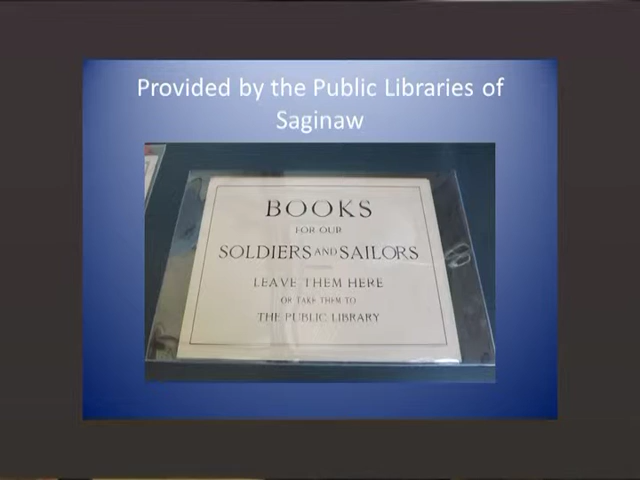 Provided by the Public Libraries of
Saginaw
BOOKS
FOR OUR
SOLDIERS AND SAILORS
LEAVE THEM HERE
OR TAKE THEM TO
THE PUBLIC LIBRARY